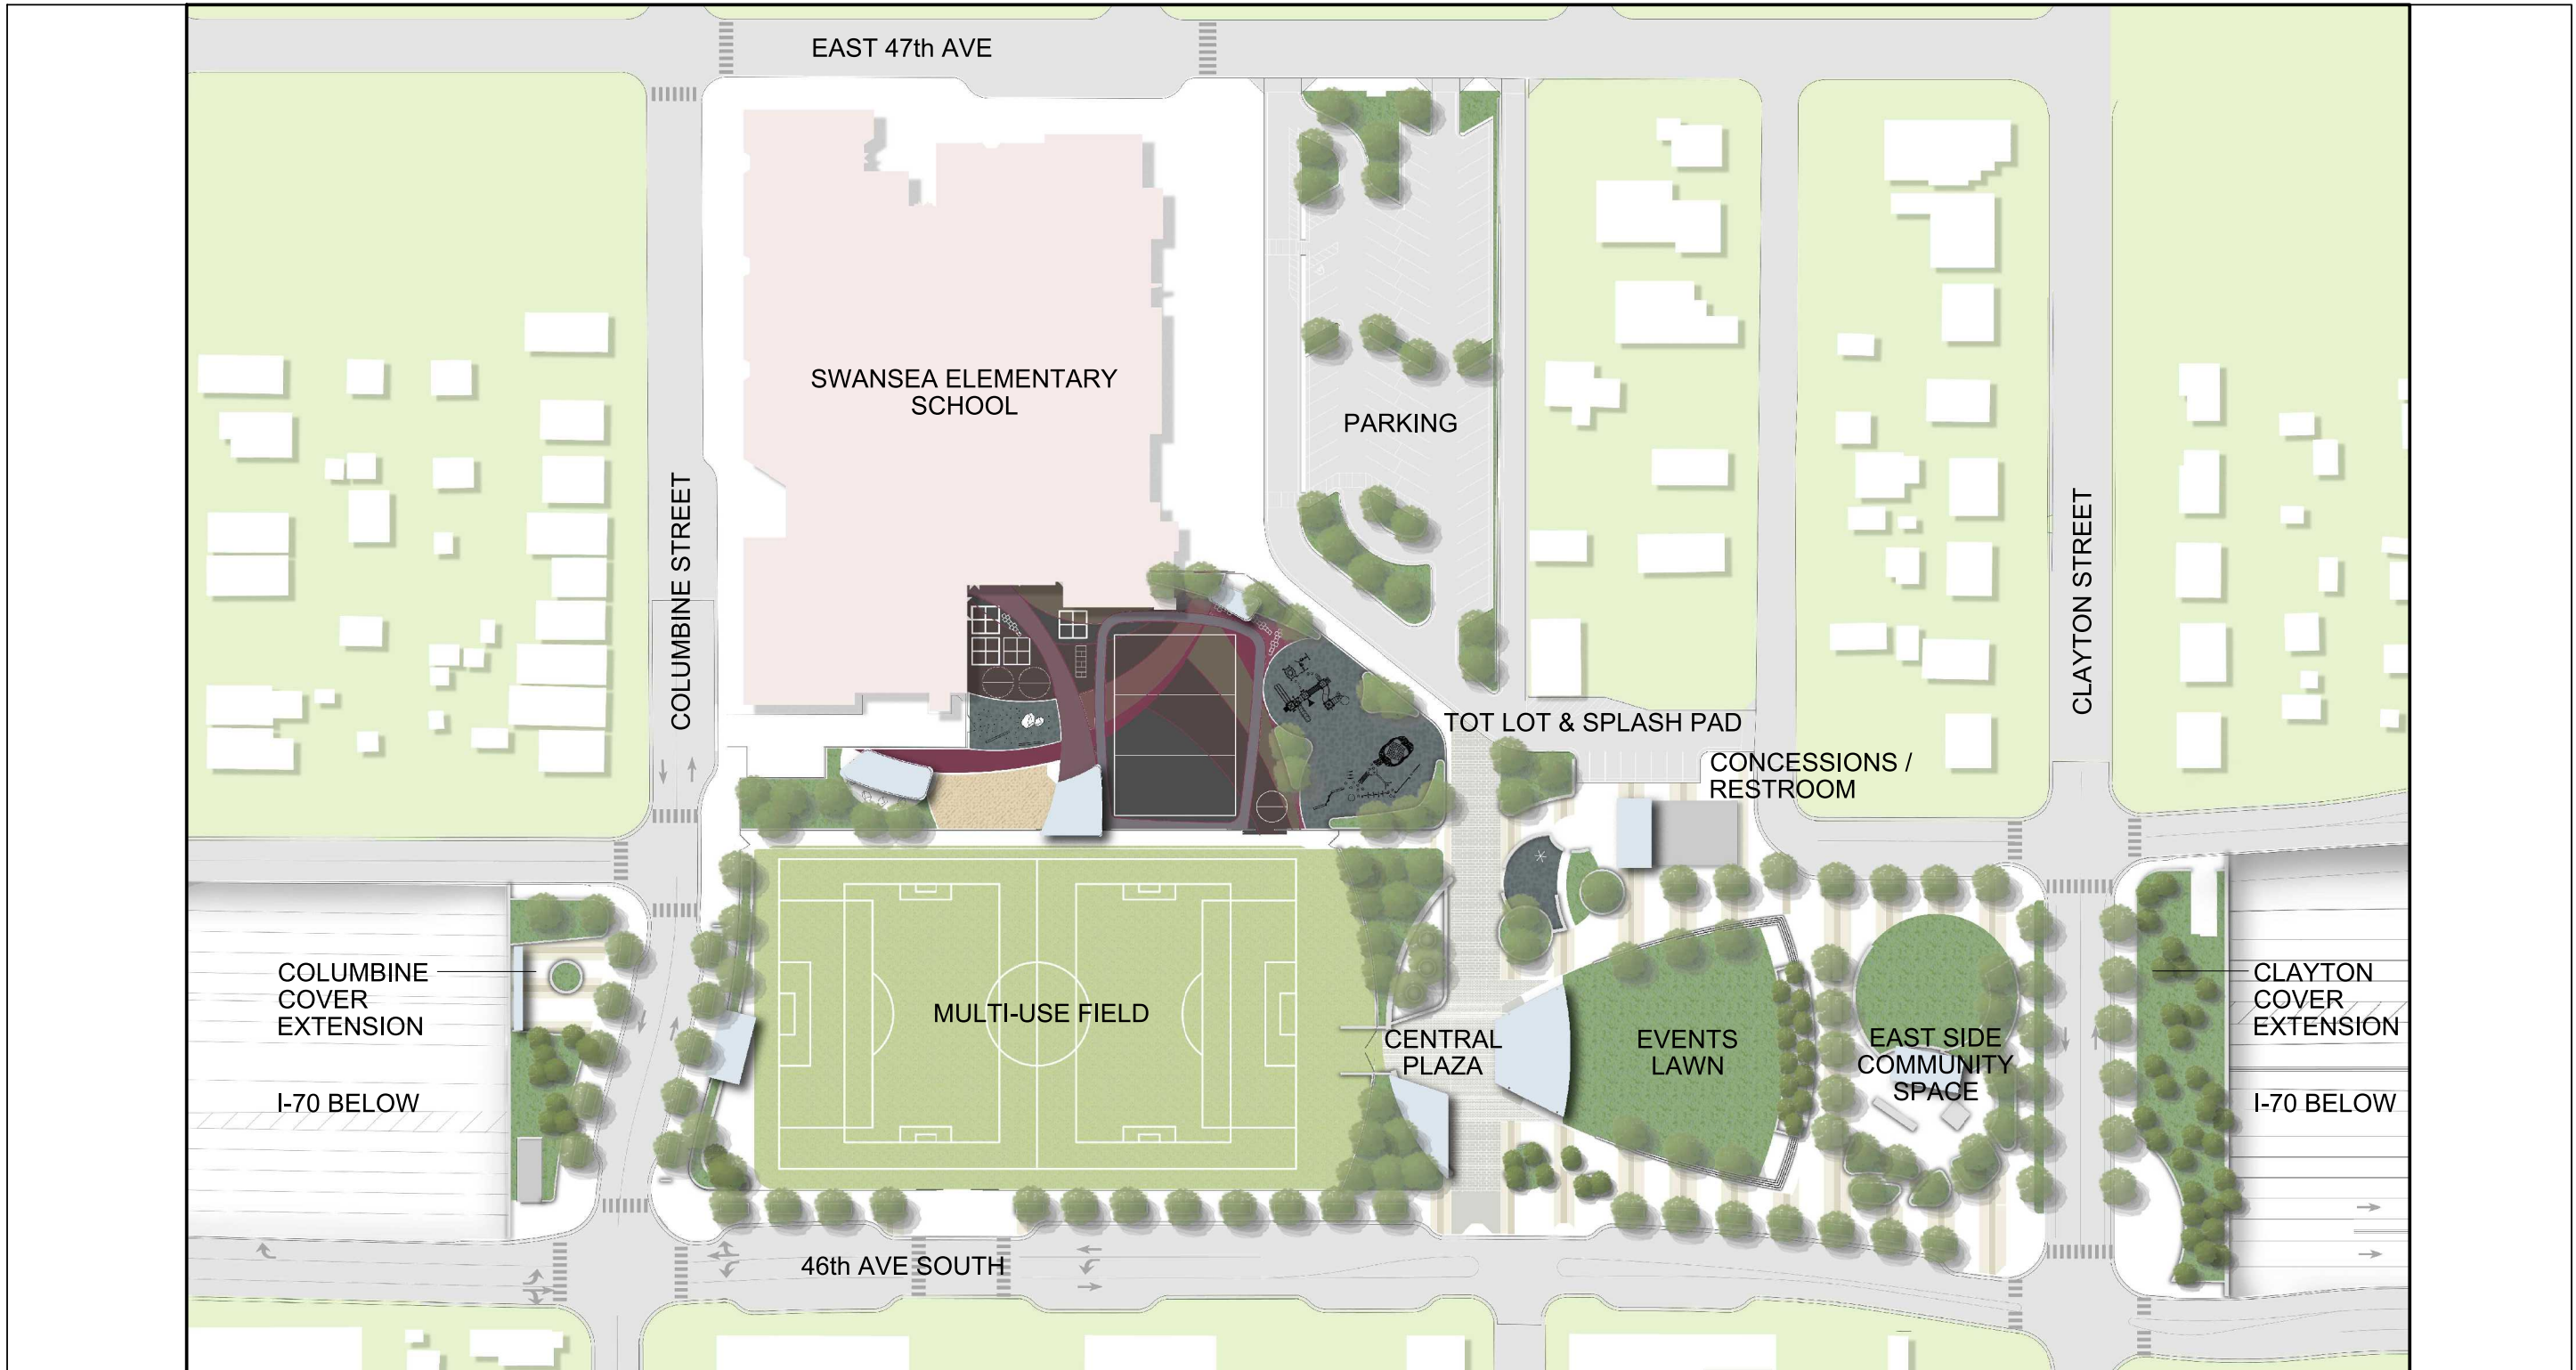 EAST 47th AVE
SWANSEA ELEMENTARY
SCHOOL
PARKING
COLUMBINE STREET
CLAYTON STREET
TOT LOT & SPLASH PAD
CONCESSIONS /
RESTROOM
COLUMBINE
COVER
EXTENSION
I-70 BELOW
MULTI-USE FIELD
CENTRAL
PLAZA
EVENTS
LAWN
EAST SIDE
COMMUNITY
SPACE
CLAYTON
COVER
EXTENSION
I-70 BELOW
46th AVE SOUTH